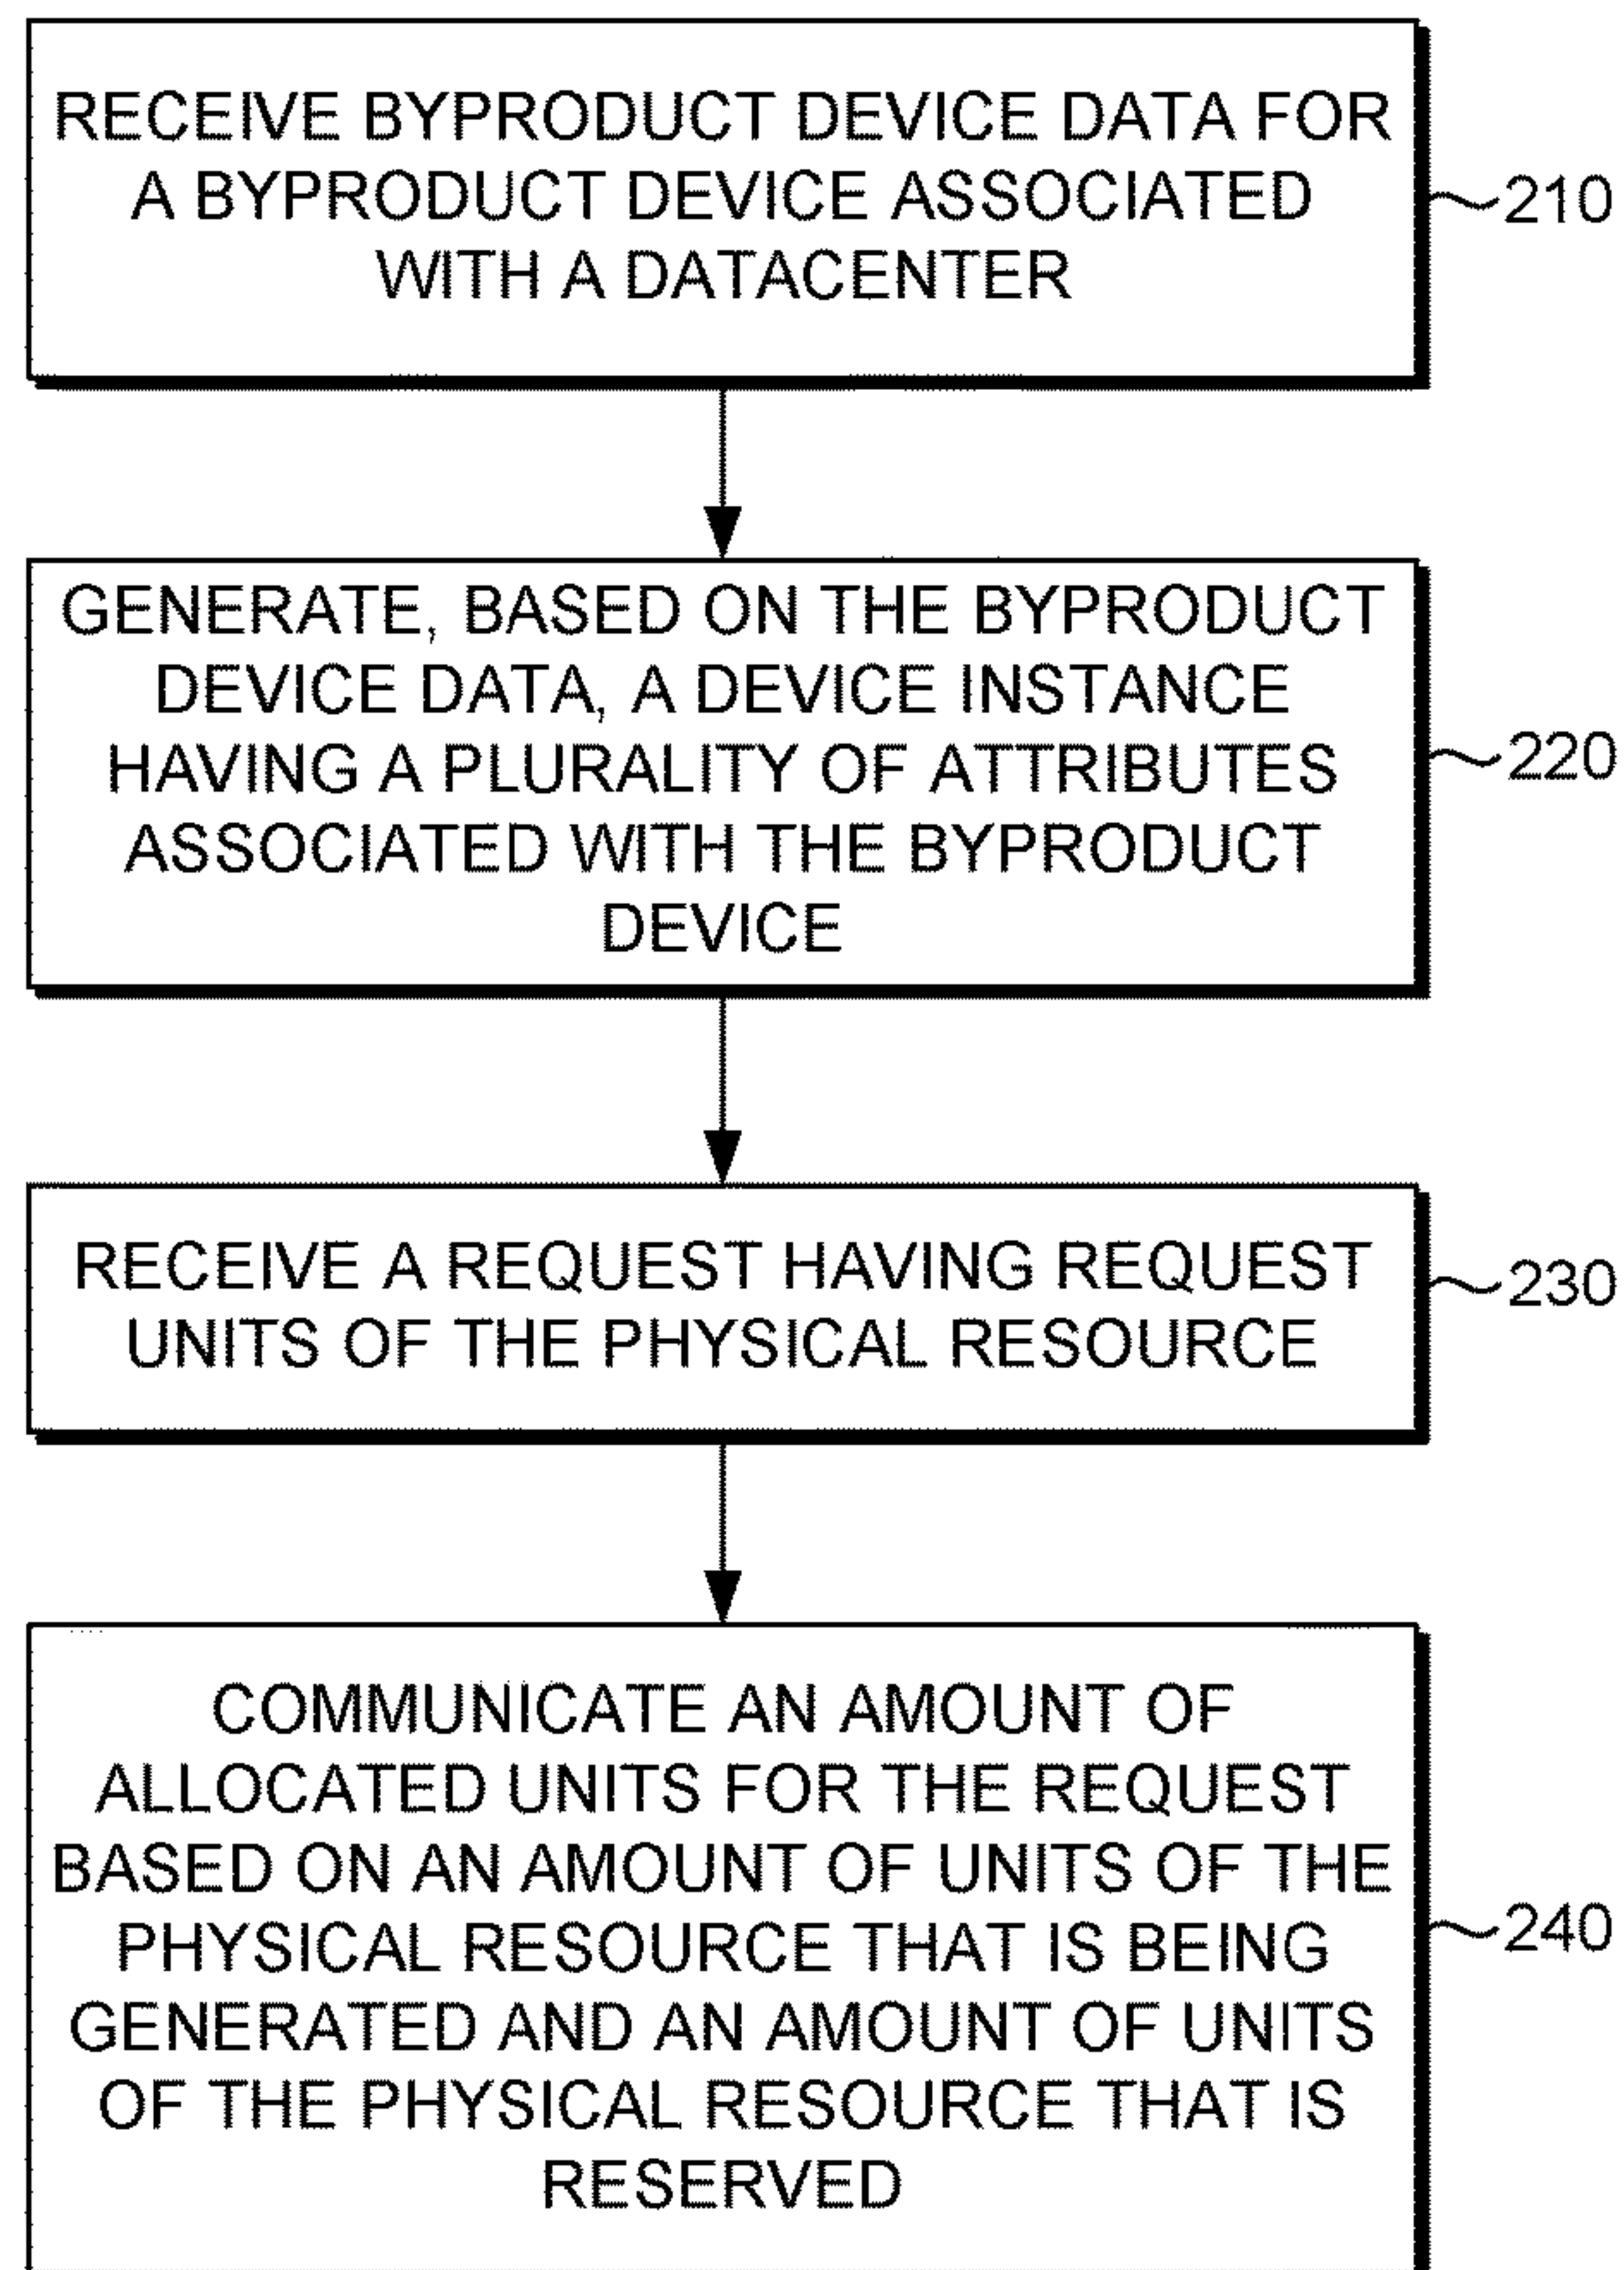 RECEIVE BYPRODUCT DEVICE DATA FOR
A BYPRODUCT DEVICE ASSOCIATED
WITH A DATACENTER
210
GENERATE, BASED ON THE BYPRODUCT
DEVICE DATA, A DEVICE INSTANCE
HAVING A PLURALITY OF ATTRIBUTES
ASSOCIATED WITH THE BYPRODUCT
DEVICE
220
RECEIVE A REQUEST HAVING REQUEST
UNITS OF THE PHYSICAL RESOURCE
230
COMMUNICATE AN AMOUNT OF
ALLOCATED UNITS FOR THE REQUEST
BASED ON AN AMOUNT OF UNITS OF THE
PHYSICAL RESOURCE THAT IS BEING
GENERATED AND AN AMOUNT OF UNITS
OF THE PHYSICAL RESOURCE THAT IS
RESERVED
240